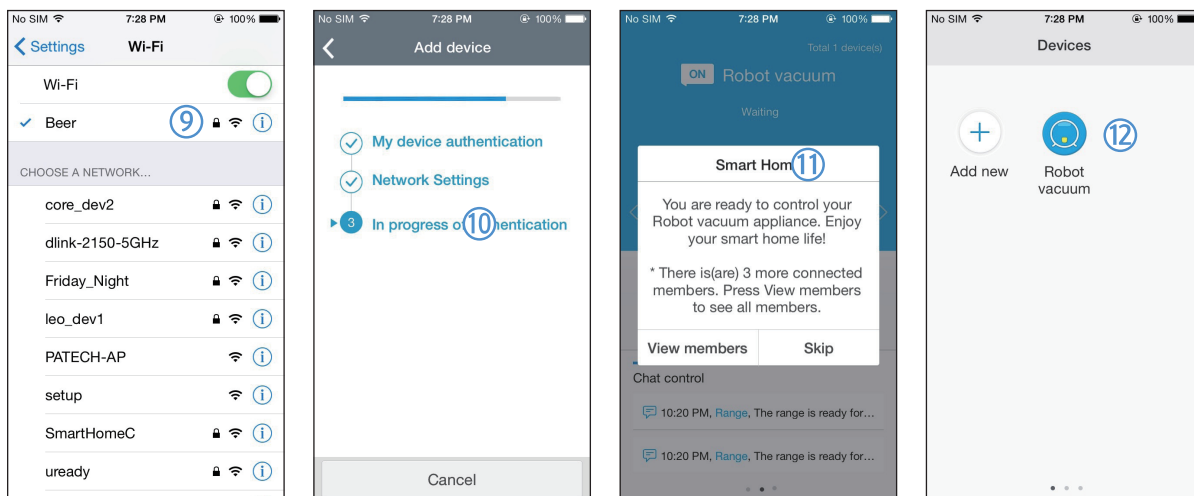 No SIM 7:28 PM 100%
Settings Wi-Fi
Wi-Fi
Beer ⑨
CHOOSE A NETWORK...
core_dev2
dlink-2150-5GHz
Friday_Night
leo_dev1
PATECH-AP
setup
SmartHomeC
uready
No SIM 7:28 PM 100%
Add device
My device authentication
Network Settings
3 In progress of ⑩hentication
Cancel
No SIM 7:28 PM 100%
Total 1 device(s)
ON Robot vacuum
Waiting
Smart Hom⑪
You are ready to control your
Robot vacuum appliance. Enjoy
your smart home life!
* There is(are) 3 more connected
members. Press View members
to see all members.
View members Skip
Chat control
10:20 PM, Range, The range is ready for...
10:20 PM, Range, The range is ready for...
No SIM 7:28 PM 100%
Devices
⑫
Add new Robot
vacuum